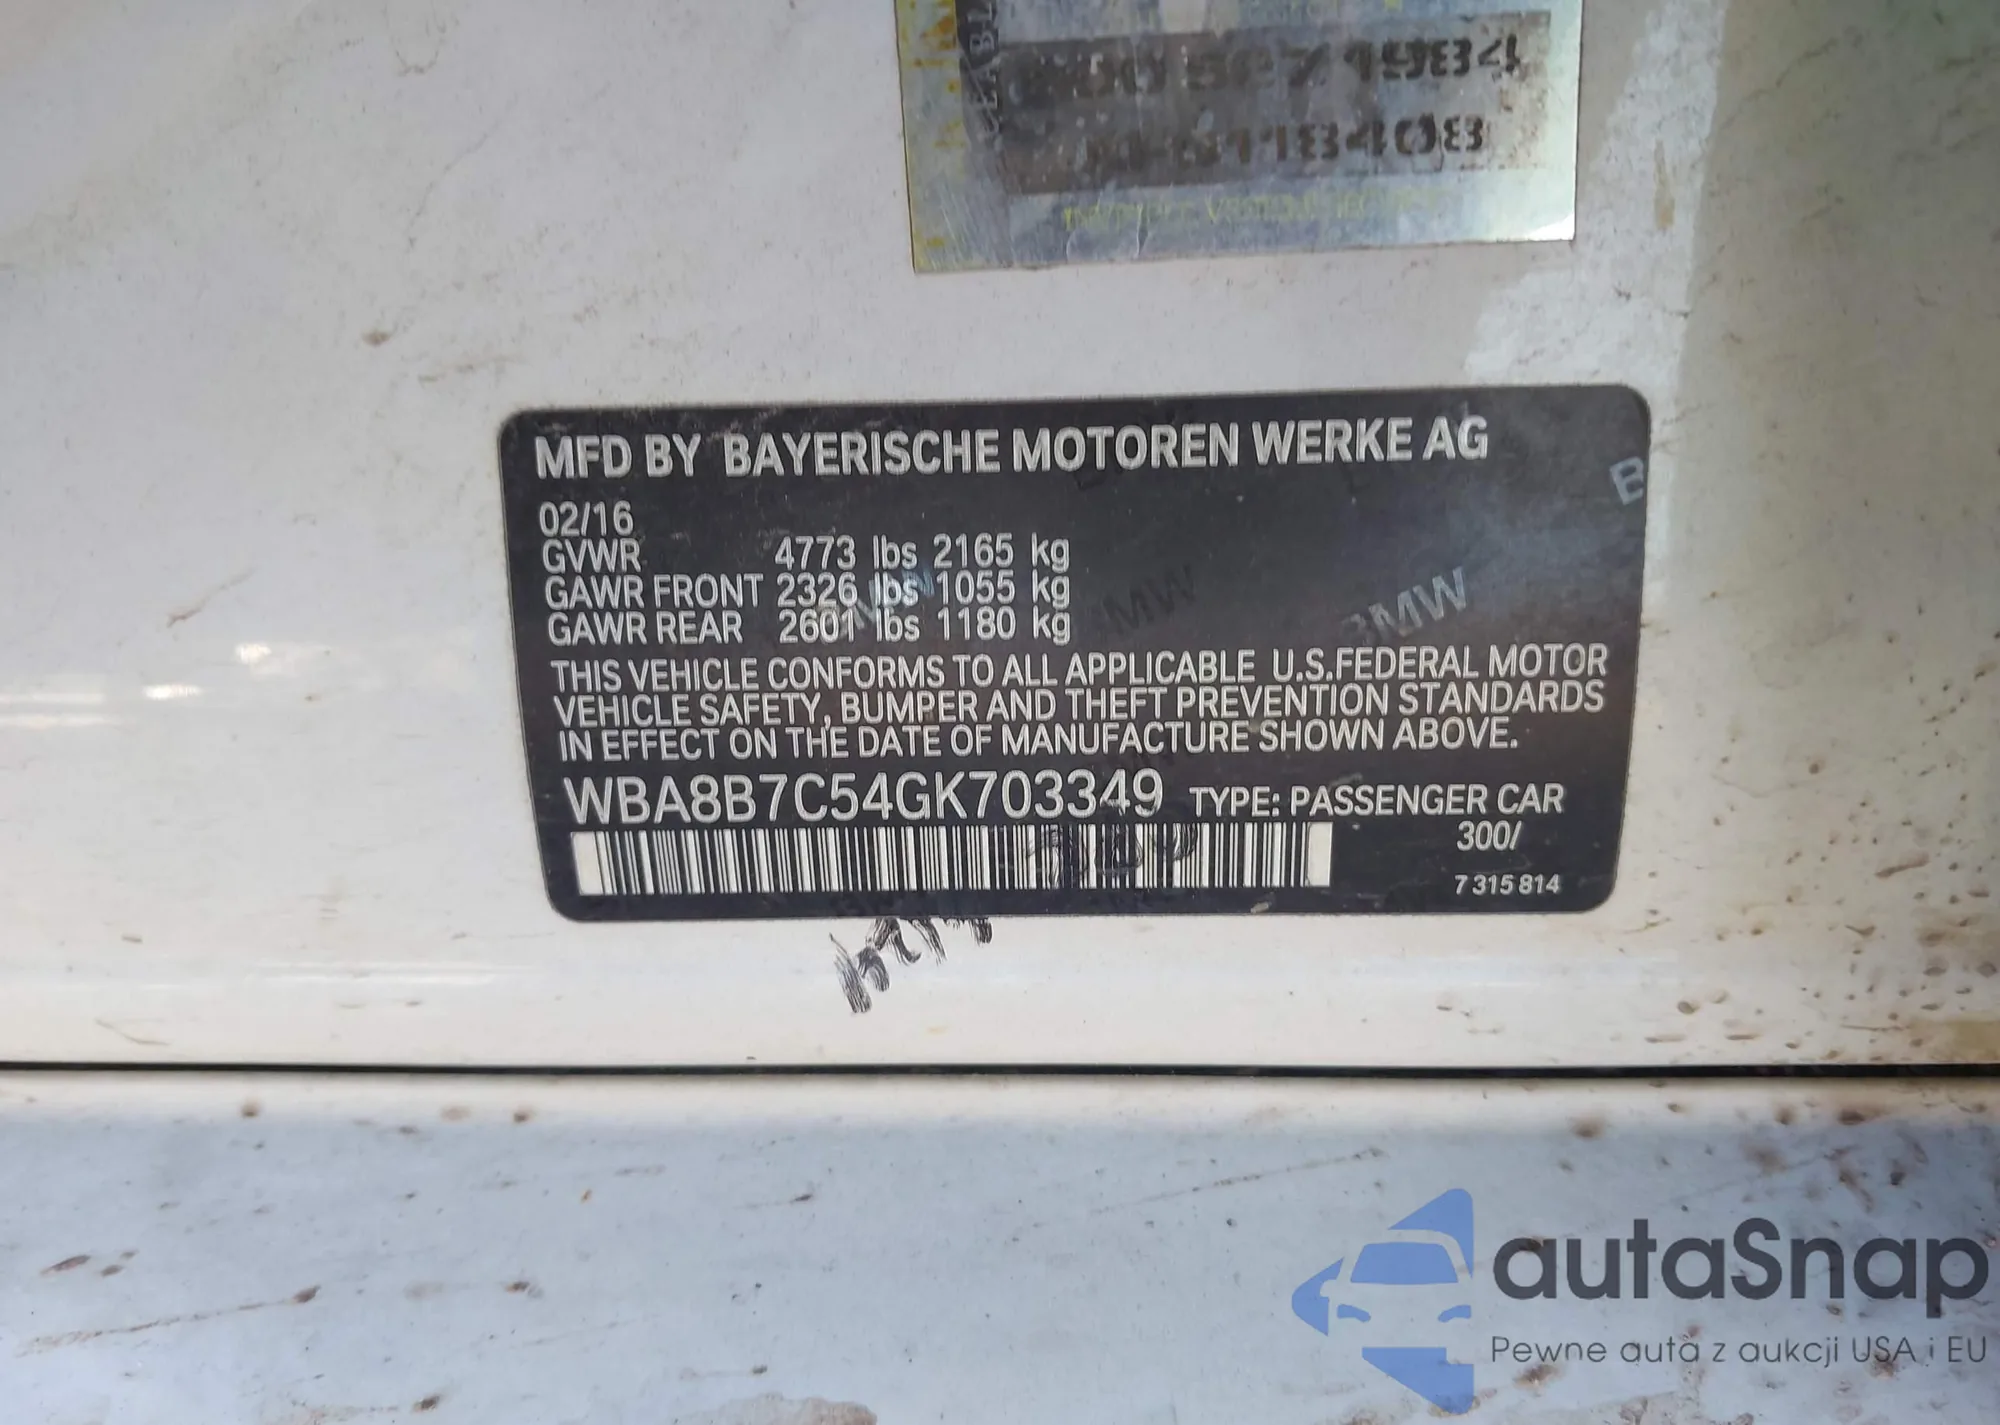 MFD BY BAYERISCHE MOTOREN WERKE AG
02/16
GVWR 4773 lbs 2165 kg
GAWR FRONT 2326 lbs 1055 kg
GAWR REAR 2601 lbs 1180 kg
THIS VEHICLE CONFORMS TO ALL APPLICABLE U.S.FEDERAL MOTOR
VEHICLE SAFETY, BUMPER AND THEFT PREVENTION STANDARDS
IN EFFECT ON THE DATE OF MANUFACTURE SHOWN ABOVE.
WBA8B7C54GK703349 TYPE: PASSENGER CAR
300/
7 315 814
autaSnap
Pewne auta z aukcji USA i EU